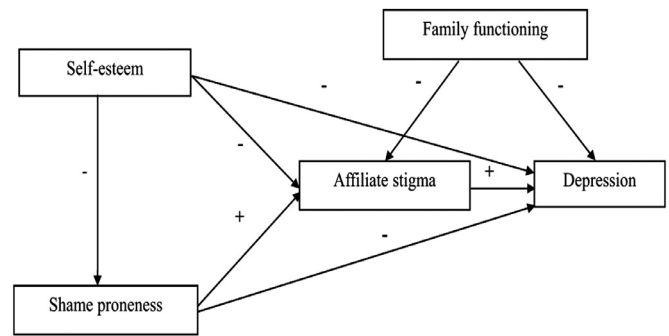 Family functioning
Self-esteem
-
-
-
-
-
Affiliate stigma
+
Depression
+
-
Shame proneness